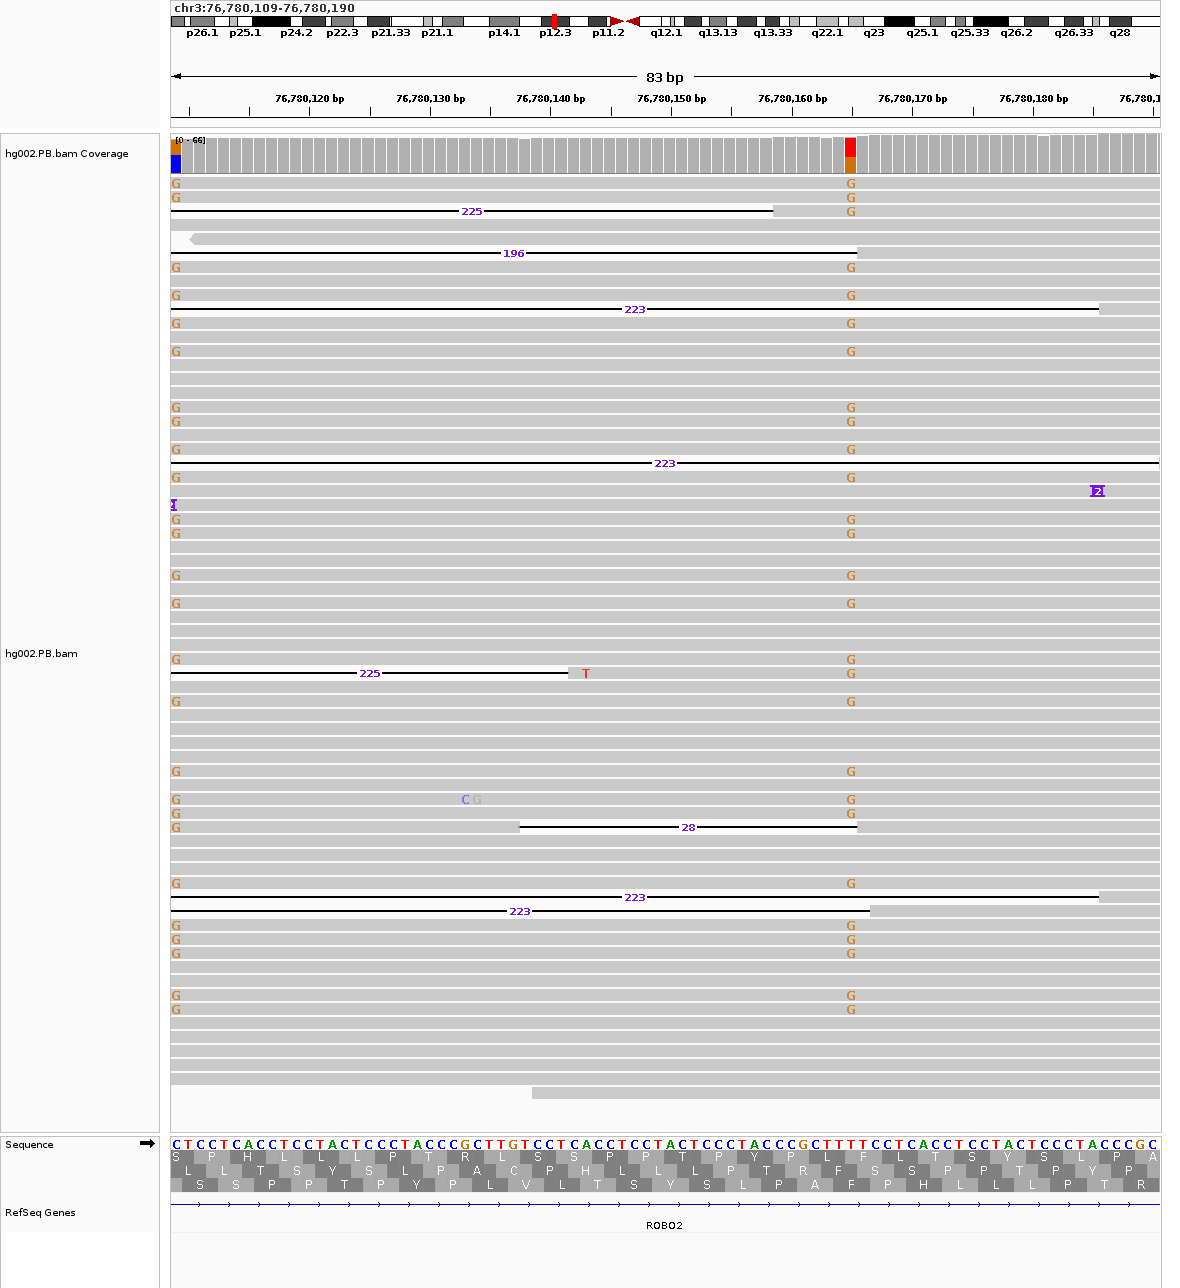 chr3:76,780,109-76,780,190
p26.1 p25.1 p24.2 p22.3 p21.33 p21.1 p14.1 p12.3 p11.2 q12.1 q13.13 q13.33 q22.1 q23 q25.1 q25.33 q26.2 q26.33 q28
83 bp
76,780,120 bp 76,780,130 bp 76,780,140 bp 76,780,150 bp 76,780,160 bp 76,780,170 bp 76,780,180 bp 76,780,1
[0 - 66]
hg002.PB.bam Coverage
G G
G G
225 G
196
G G
G G
223
G G
G G
G G
G G
G G
223
G G
2
G G
G G
G G
G G
hg002.PB.bam
G G
225 T G
G G
G G
G C G G
G G
G 28
G G
223
223
G G
G G
G G
G G
G G
Sequence CTCCTCACCTCCTACTCCCTACCCGCTTGTCCTCACCTCCTACTCCCTACCCGCTTTTCCTCACCTCCTACTCCCTACCCGC
S P H L L L P T R L S S P P T P Y P L F L T S Y S L P A
L L T S Y S L P A C P H L L L P T R F S S P P T P Y P
S S P P T P Y P L V L T S Y S L P A F P H L L L P T R
RefSeq Genes
ROBO2